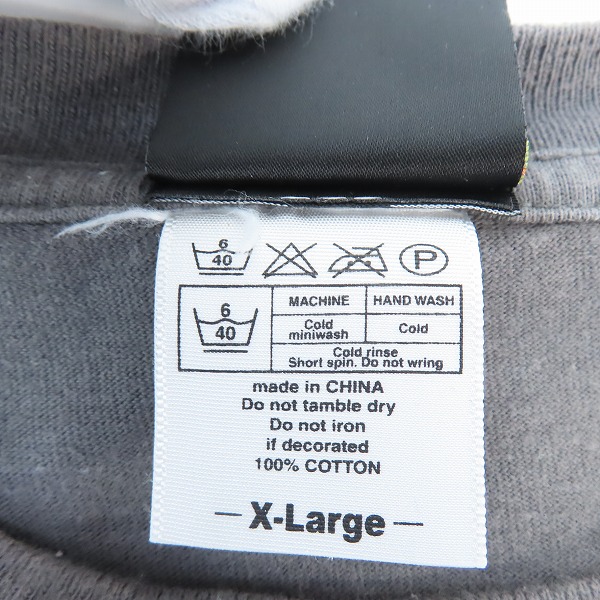 6
40
P
6
40
MACHINE HAND WASH
Cold
miniwash
Cold
Cold rinse
Short spin. Do not wring
made in CHINA
Do not tamble dry
Do not iron
if decorated
100% COTTON
- X-Large -